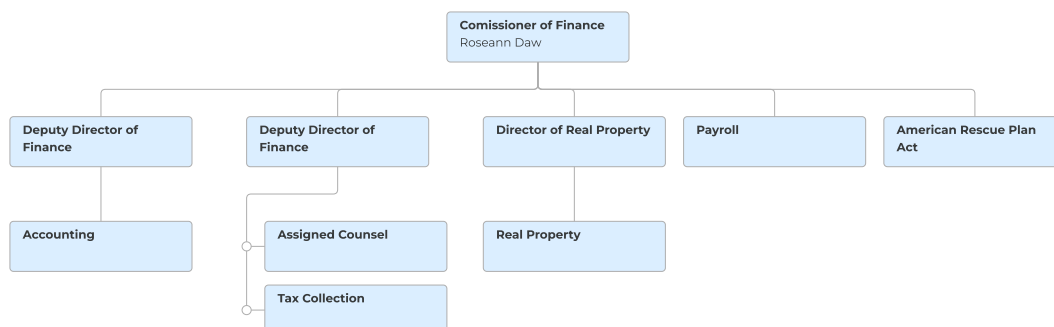 Comissioner of Finance
Roseann Daw
Deputy Director of
Finance
Deputy Director of
Finance
Director of Real Property
Payroll
American Rescue Plan
Act
Accounting
Assigned Counsel
Real Property
Tax Collection